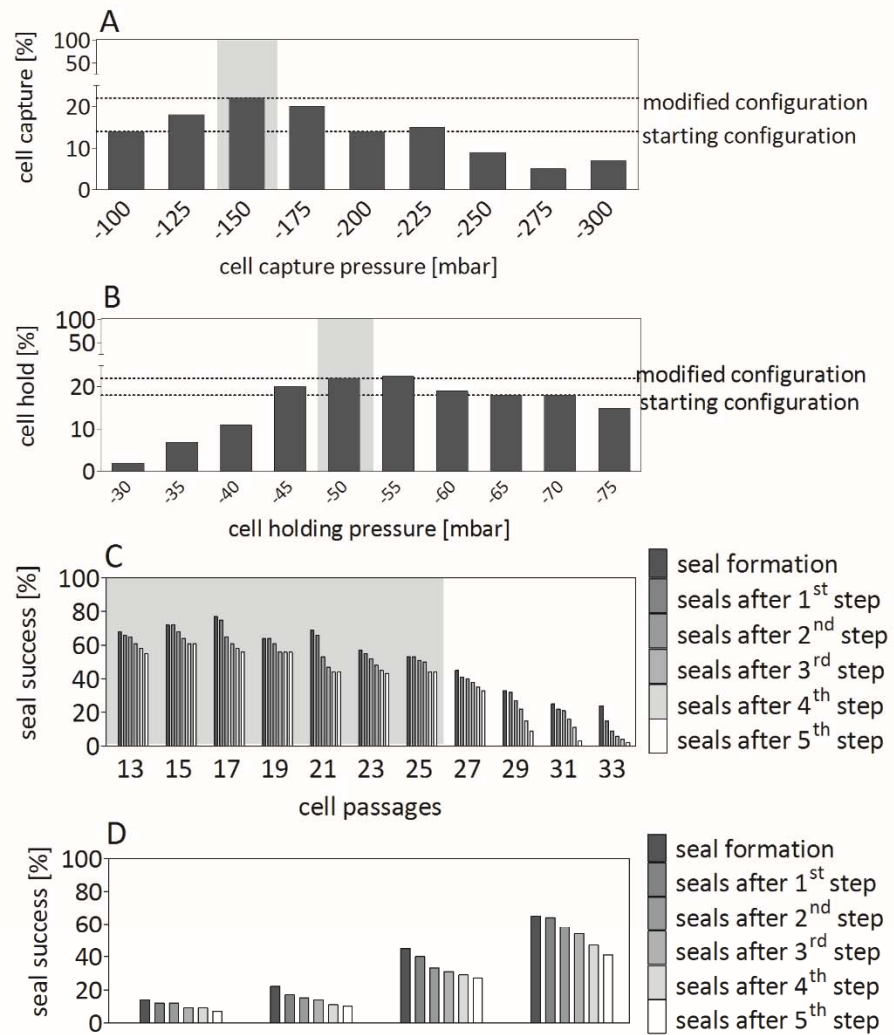 A
cell capture [%]
100
50
20
10
0
modified configuration
starting configuration
-100 -125 -150 -175 -200 -225 -250 -275 -300
cell capture pressure [mbar]
B
cell hold [%]
100
50
20
10
0
modified configuration
starting configuration
-30 -35 -40 -45 -50 -55 -60 -65 -70 -75
cell holding pressure [mbar]
C
seal success [%]
100
80
60
40
20
0
13 15 17 19 21 23 25 27 29 31 33
cell passages
seal formation
seals after 1st step
seals after 2nd step
seals after 3rd step
seals after 4th step
seals after 5th step
D
seal success [%]
100
80
60
40
20
0
seal formation
seals after 1st step
seals after 2nd step
seals after 3rd step
seals after 4th step
seals after 5th step